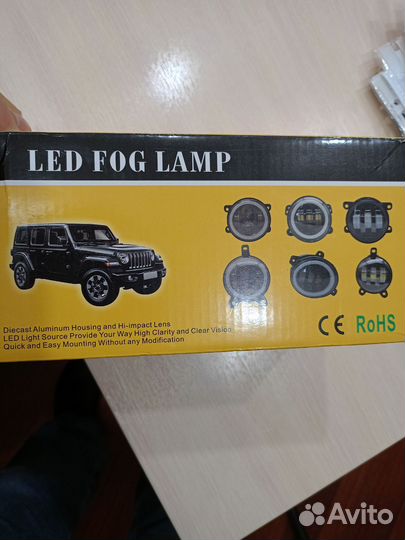 LED FOG LAMP
Diecast Aluminum Housing and Hi-impact Lens
LED Light Source Provide Your Way High Clarity and Clear Vision
Quick and Easy Mounting Without any Modification
CE RoHS
Avito